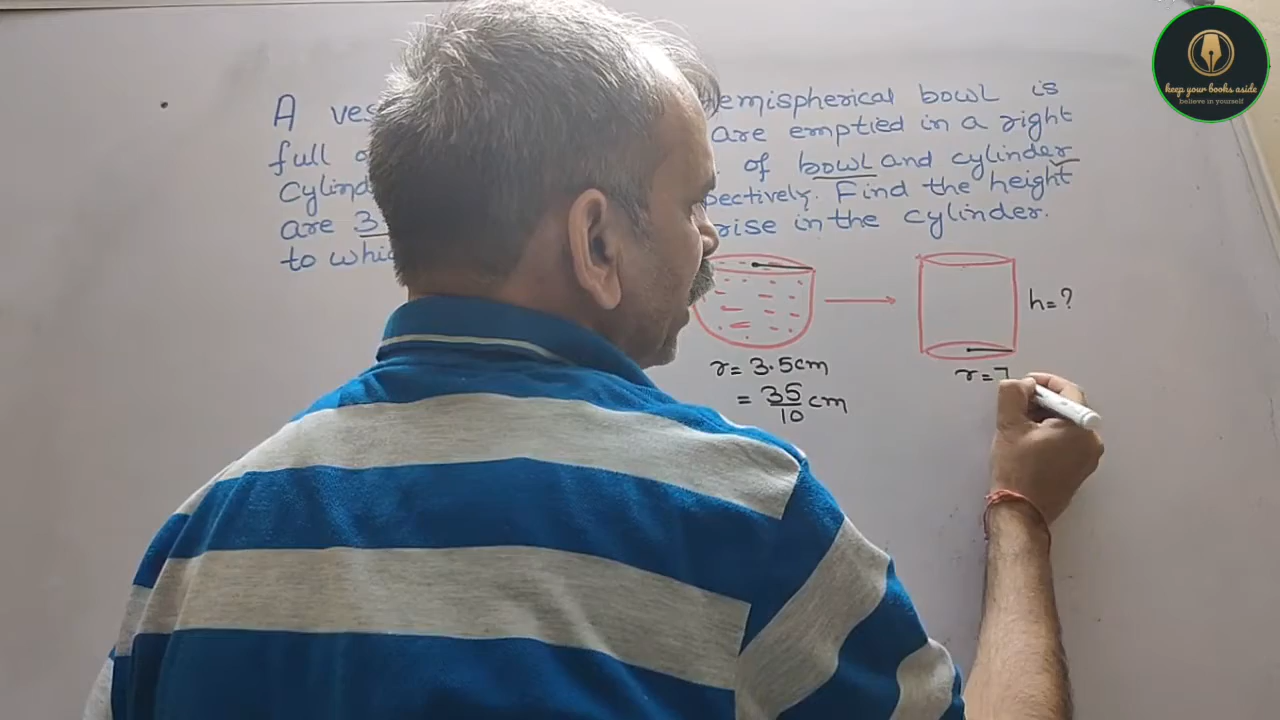 A ves emispherical bowl is
full o are emptied in a right
cylind of bowl and cylinder
are 3 pectively. Find the height
to whic rise in the cylinder.
h=?
r= 3.5cm
r=7
= 35/10 cm
keep your books aside
believe in yourself